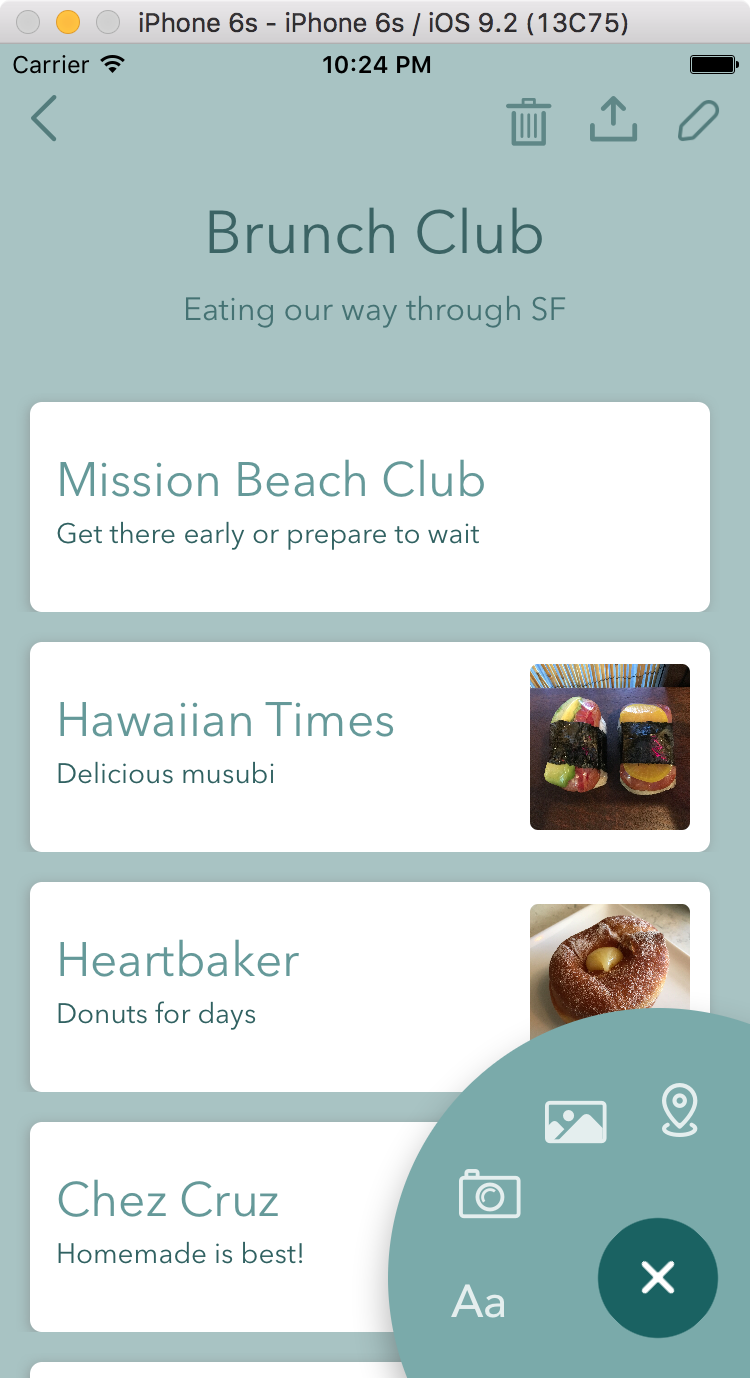 iPhone 6s - iPhone 6s / iOS 9.2 (13C75)
Carrier 10:24 PM
Brunch Club
Eating our way through SF
Mission Beach Club
Get there early or prepare to wait
Hawaiian Times
Delicious musubi
Heartbaker
Donuts for days
Chez Cruz
Homemade is best!
Aa